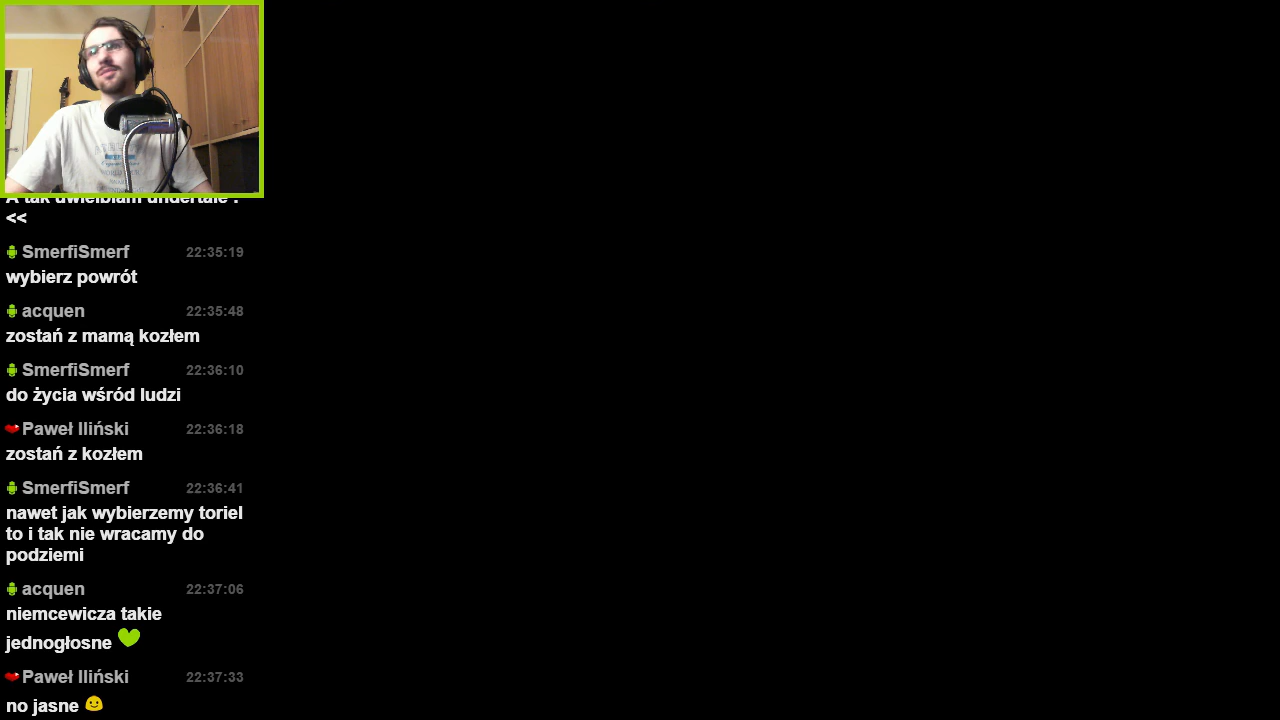 A tak uwielbiam undertale :
<<
SmerfiSmerf 22:35:19
wybierz powrót
acquen 22:35:48
zostań z mamą kozłem
SmerfiSmerf 22:36:10
do życia wśród ludzi
Paweł Iliński 22:36:18
zostań z kozłem
SmerfiSmerf 22:36:41
nawet jak wybierzemy toriel
to i tak nie wracamy do
podziemi
acquen 22:37:06
niemcewicza takie
jednogłosne
Paweł Iliński 22:37:33
no jasne